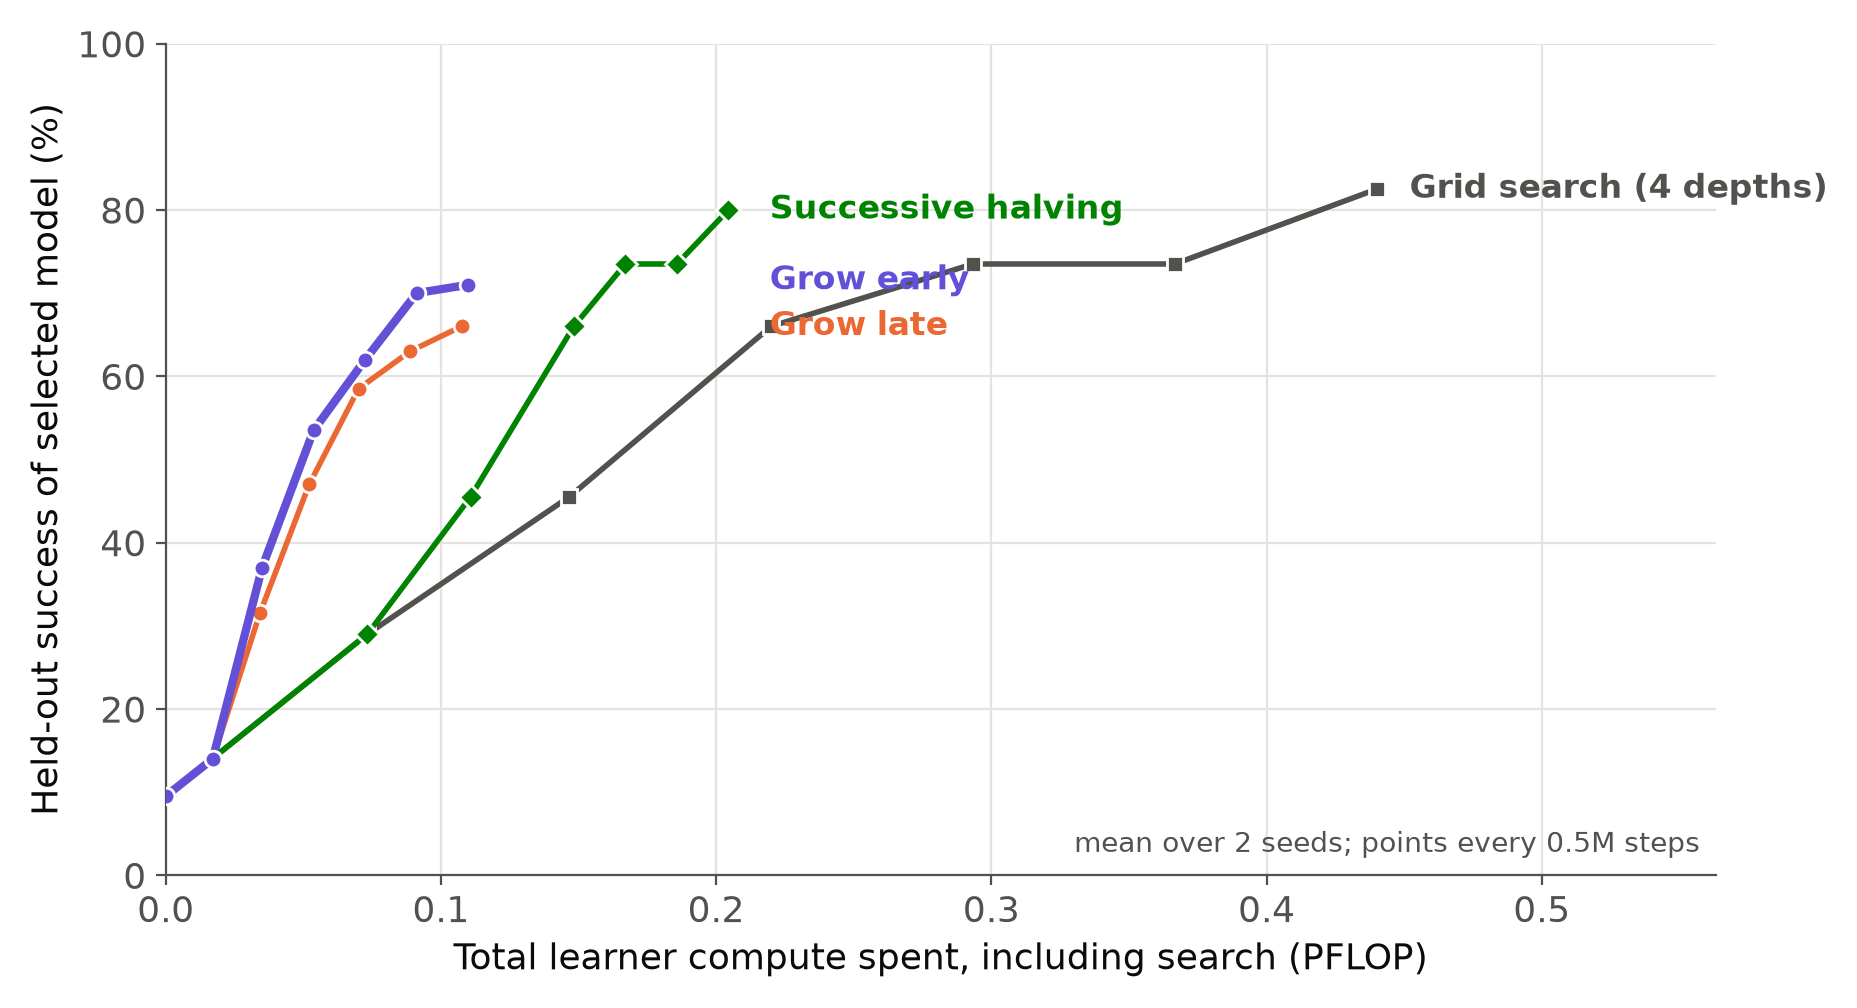 Held-out success of selected model (%)
100
80
60
40
20
0
Grid search (4 depths)
Successive halving
Grow early
Grow late
mean over 2 seeds; points every 0.5M steps
0.0 0.1 0.2 0.3 0.4 0.5
Total learner compute spent, including search (PFLOP)